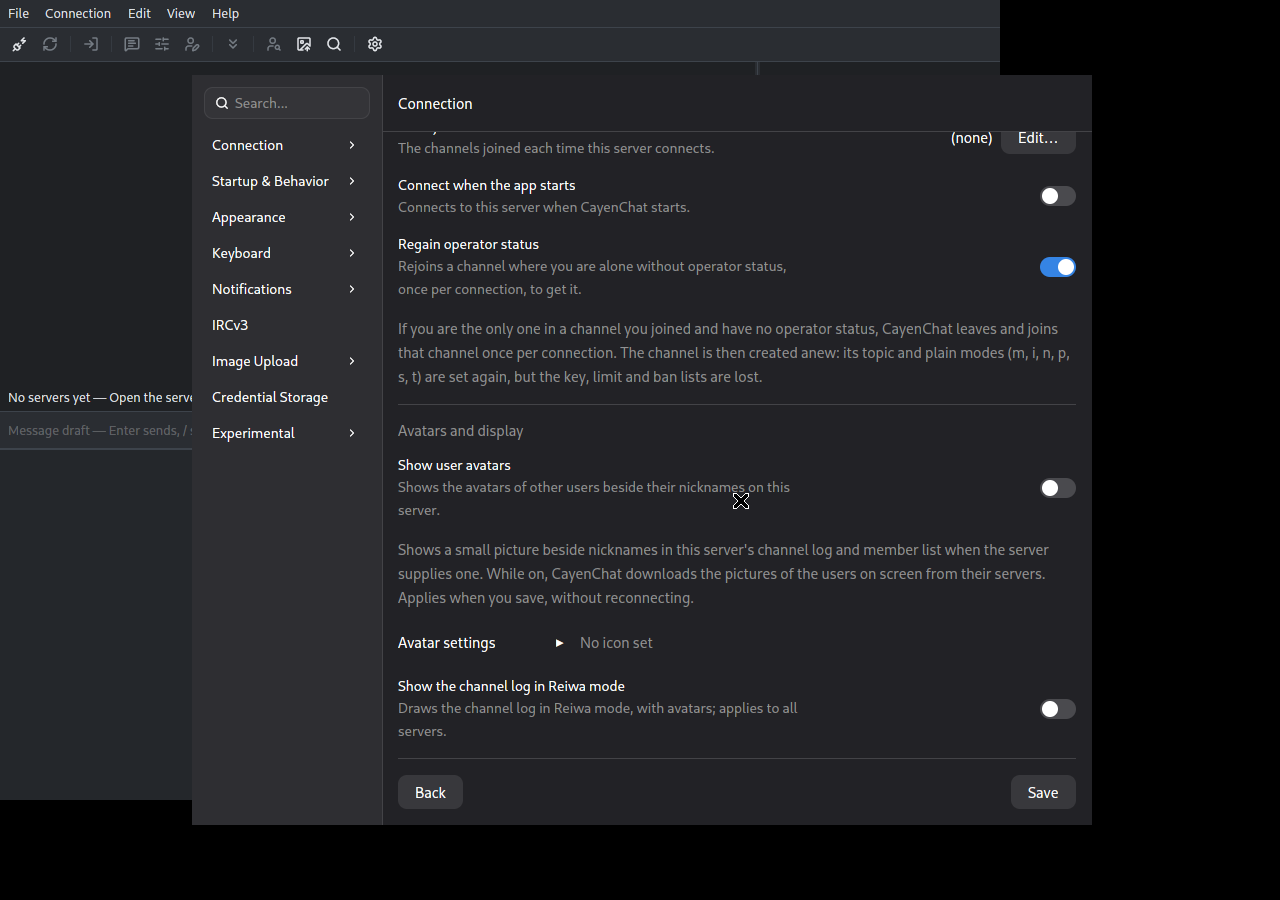 File Connection Edit View Help
Search...
Connection
Connection
Startup & Behavior
Appearance
Keyboard
Notifications
IRCv3
Image Upload
Credential Storage
Experimental
The channels joined each time this server connects.
(none) Edit...
Connect when the app starts
Connects to this server when CayenChat starts.
Regain operator status
Rejoins a channel where you are alone without operator status,
once per connection, to get it.
If you are the only one in a channel you joined and have no operator status, CayenChat leaves and joins
that channel once per connection. The channel is then created anew: its topic and plain modes (m, i, n, p,
s, t) are set again, but the key, limit and ban lists are lost.
Avatars and display
Show user avatars
Shows the avatars of other users beside their nicknames on this
server.
Shows a small picture beside nicknames in this server's channel log and member list when the server
supplies one. While on, CayenChat downloads the pictures of the users on screen from their servers.
Applies when you save, without reconnecting.
Avatar settings ▶ No icon set
Show the channel log in Reiwa mode
Draws the channel log in Reiwa mode, with avatars; applies to all
servers.
Back Save
No servers yet — Open the serve
Message draft — Enter sends, /